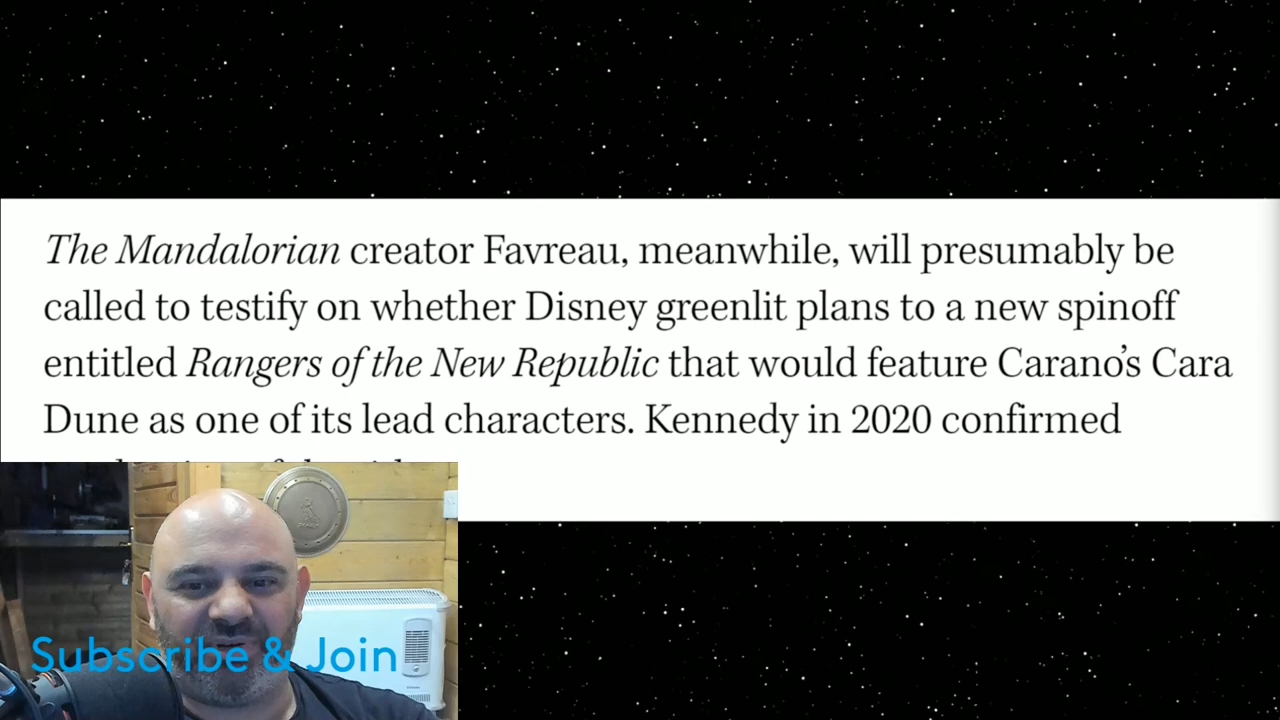 The Mandalorian creator Favreau, meanwhile, will presumably be
called to testify on whether Disney greenlit plans to a new spinoff
entitled Rangers of the New Republic that would feature Carano’s Cara
Dune as one of its lead characters. Kennedy in 2020 confirmed
Subscribe & Join